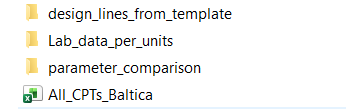 design_lines_from_template
Lab_data_per_units
parameter_comparison
All_CPTs_Baltica